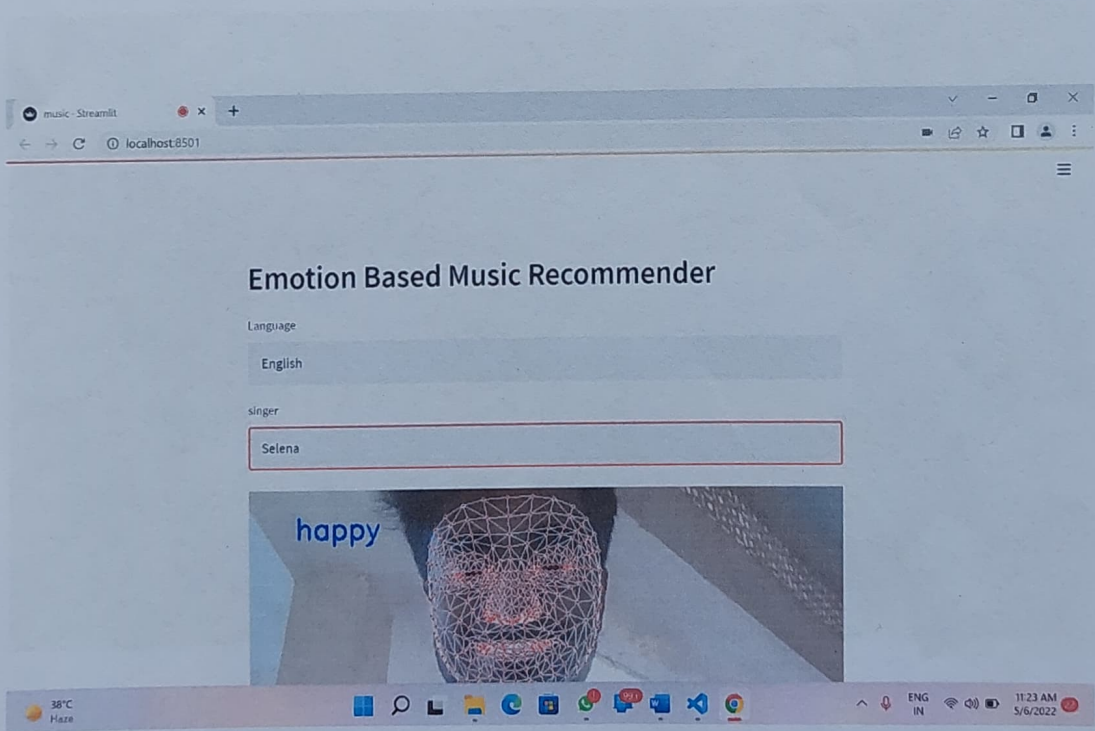 music · Streamlit
localhost:8501
Emotion Based Music Recommender
Language
English
singer
Selena
happy
38°C
Haze
99+
ENG
IN
11:23 AM
5/6/2022